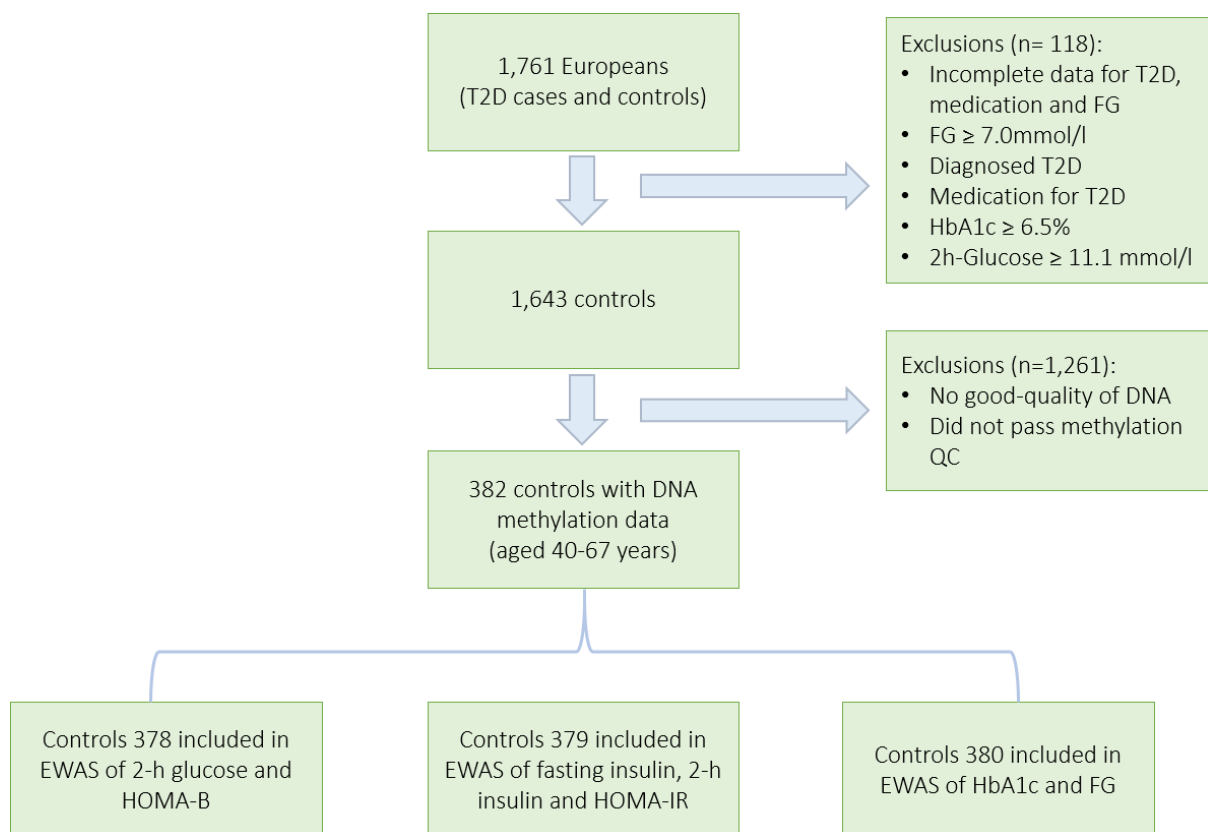 1,761 Europeans
(T2D cases and controls)
Exclusions (n= 118):
• Incomplete data for T2D,
medication and FG
• FG ≥ 7.0mmol/l
• Diagnosed T2D
• Medication for T2D
• HbA1c ≥ 6.5%
• 2h-Glucose ≥ 11.1 mmol/l
1,643 controls
Exclusions (n=1,261):
• No good-quality of DNA
• Did not pass methylation
QC
382 controls with DNA
methylation data
(aged 40-67 years)
Controls 378 included in
EWAS of 2-h glucose and
HOMA-B
Controls 379 included in
EWAS of fasting insulin, 2-h
insulin and HOMA-IR
Controls 380 included in
EWAS of HbA1c and FG